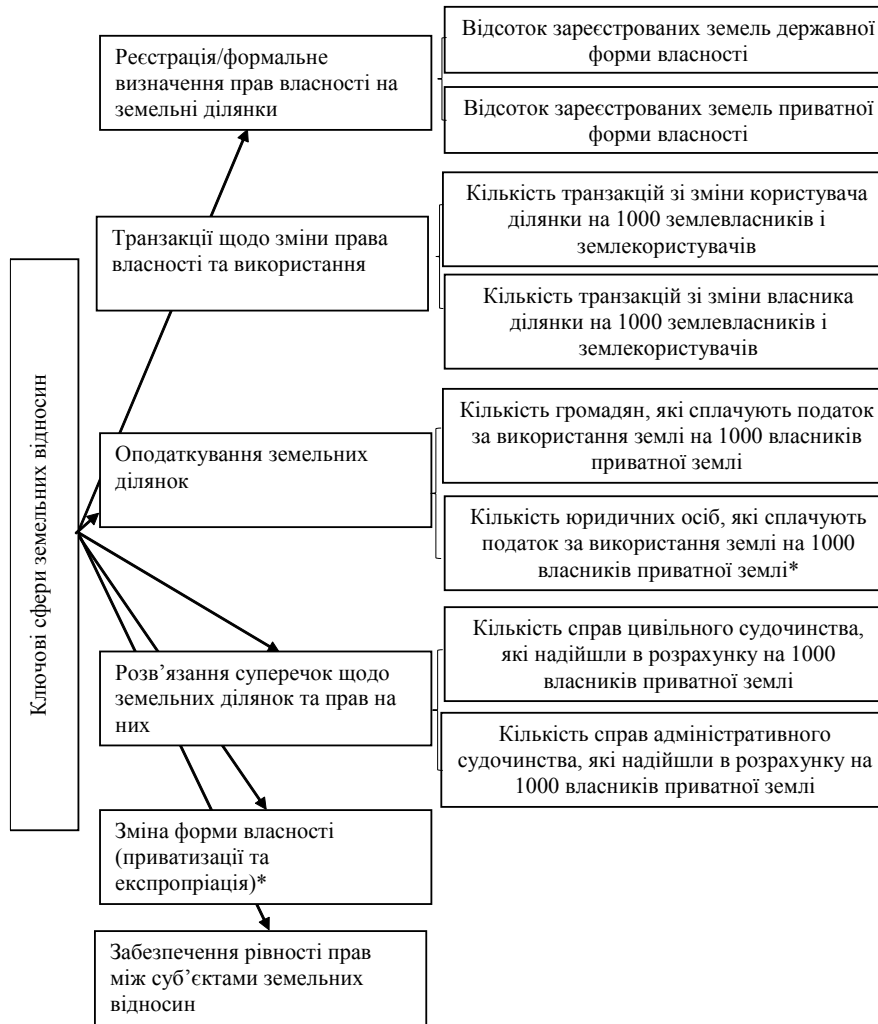 Ключові сфери земельних відносин
Реєстрація/формальне
визначення прав власності на
земельні ділянки
Відсоток зареєстрованих земель державної
форми власності
Відсоток зареєстрованих земель приватної
форми власності
Транзакції щодо зміни права
власності та використання
Кількість транзакцій зі зміни користувача
ділянки на 1000 землевласників і
землекористувачів
Кількість транзакцій зі зміни власника
ділянки на 1000 землевласників і
землекористувачів
Оподаткування земельних
ділянок
Кількість громадян, які сплачують податок
за використання землі на 1000 власників
приватної землі
Кількість юридичних осіб, які сплачують
податок за використання землі на 1000
власників приватної землі*
Розв’язання суперечок щодо
земельних ділянок та прав на
них
Кількість справ цивільного судочинства,
які надійшли в розрахунку на 1000
власників приватної землі
Кількість справ адміністративного
судочинства, які надійшли в розрахунку на
1000 власників приватної землі
Зміна форми власності
(приватизації та
експропріація)*
Забезпечення рівності прав
між суб’єктами земельних
відносин